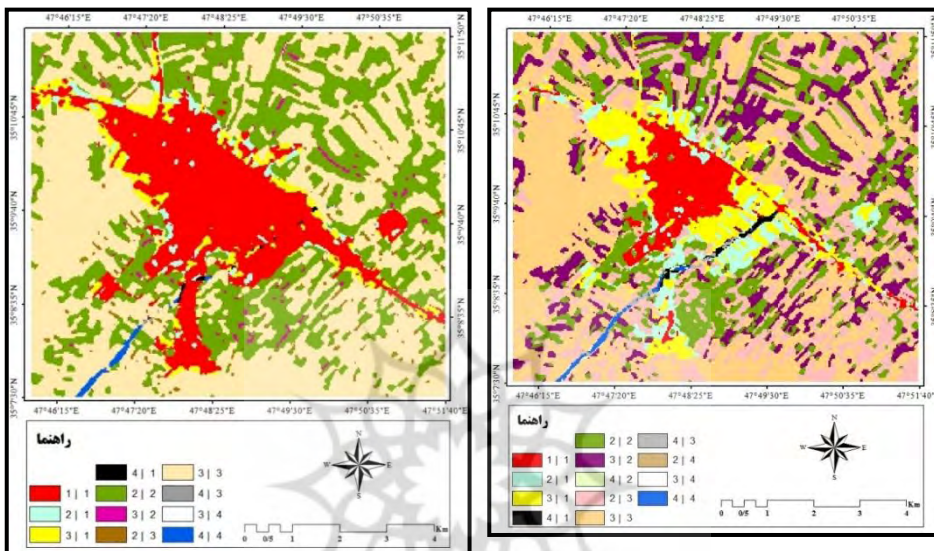 47°46'15"E 47°47'20"E 47°48'25"E 47°49'30"E 47°50'35"E
35°10'45"N
35°9'40"N
35°8'35"N
35°7'30"N
47°46'15"E 47°47'20"E 47°48'25"E 47°49'30"E 47°50'35"E 47°51'40"E
راهنما
N
W E
S
4 | 1 3 | 3
1 | 1 2 | 2 4 | 3
2 | 1 3 | 2 3 | 4
3 | 1 2 | 3 4 | 4
0 0/5 1 2 3 4 Km
47°46'15"E 47°47'20"E 47°48'25"E 47°49'30"E 47°50'35"E
35°10'45"N
35°9'40"N
35°8'35"N
35°7'30"N
47°46'15"E 47°47'20"E 47°48'25"E 47°49'30"E 47°50'35"E 47°51'40"E
راهنما
N
W E
S
2 | 2 4 | 3
1 | 1 3 | 2 2 | 4
2 | 1 4 | 2 3 | 4
3 | 1 2 | 3 4 | 4
4 | 1 3 | 3
0 0/5 1 2 3 4 Km